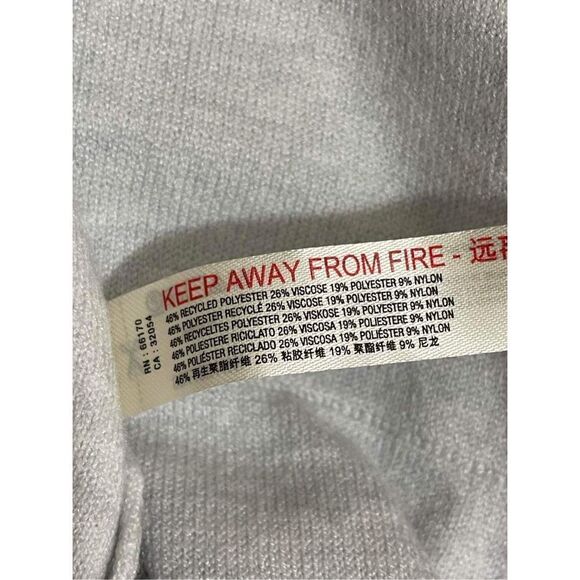 KEEP AWAY FROM FIRE - 远
46% RECYCLED POLYESTER 26% VISCOSE 19% POLYESTER 9% NYLON
46% POLYESTER RECYCLÉ 26% VISCOSE 19% POLYESTER 9% NYLON
46% RECYCELTES POLYESTER 26% VISKOSE 19% POLYESTER 9% NYLON
46% POLIESTERE RICICLATO 26% VISCOSA 19% POLIESTERE 9% NYLON
46% POLIÉSTER RECICLADO 26% VISCOSA 19% POLIÉSTER 9% NYLON
46% 再生聚酯纤维 26% 粘胶纤维 19% 聚酯纤维 9% 尼龙
RN : 66170
CA : 32054